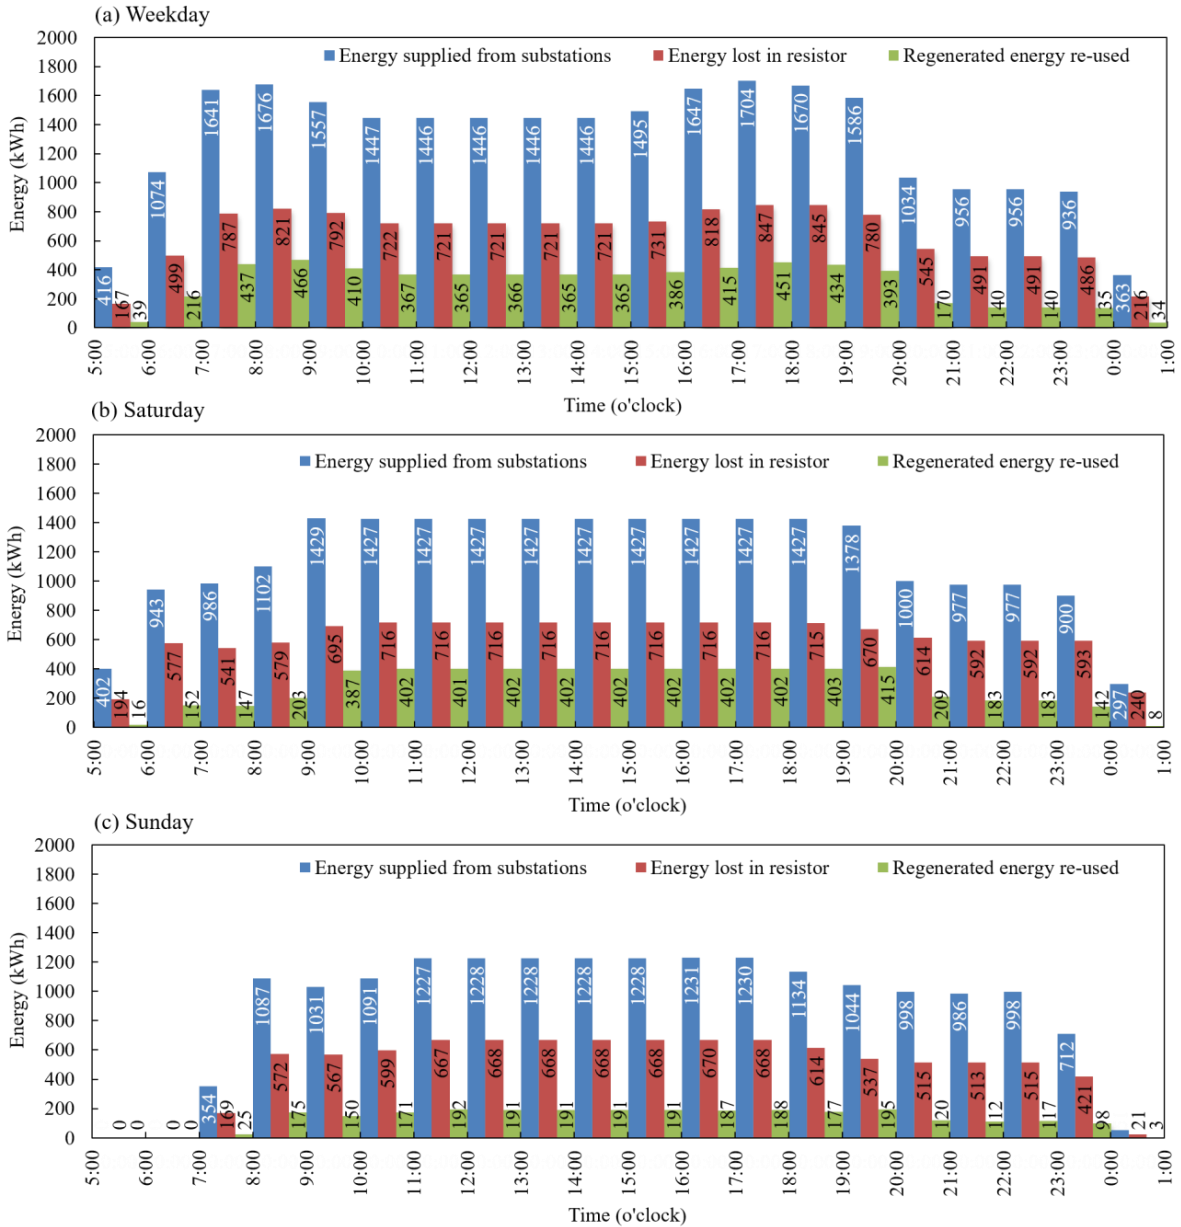 (a) Weekday
2000
1800
1600
1400
1200
1000
800
600
400
200
0
Energy (kWh)
Energy supplied from substations Energy lost in resistor Regenerated energy re-used
416 167 39 1074 499 216 1641 787 437 1676 821 466 1557 792 410 1447 722 367 1446 721 365 1446 721 366 1446 721 365 1446 721 365 1495 731 386 1647 818 415 1704 847 451 1670 845 434 1586 780 393 1034 545 170 956 491 140 956 491 140 936 486 135 363 216 34
5:00 6:00 7:00 8:00 9:00 10:00 11:00 12:00 13:00 14:00 15:00 16:00 17:00 18:00 19:00 20:00 21:00 22:00 23:00 0:00 1:00
Time (o'clock)
(b) Saturday
2000
1800
1600
1400
1200
1000
800
600
400
200
0
Energy (kWh)
Energy supplied from substations Energy lost in resistor Regenerated energy re-used
402 194 16 943 577 152 986 541 147 1102 579 203 1429 695 387 1427 716 402 1427 716 401 1427 716 402 1427 716 402 1427 716 402 1427 716 402 1427 716 402 1427 716 402 1427 715 403 1378 670 415 1000 614 209 977 592 183 977 592 183 900 593 142 297 240 8
5:00 6:00 7:00 8:00 9:00 10:00 11:00 12:00 13:00 14:00 15:00 16:00 17:00 18:00 19:00 20:00 21:00 22:00 23:00 0:00 1:00
Time (o'clock)
(c) Sunday
2000
1800
1600
1400
1200
1000
800
600
400
200
0
Energy (kWh)
Energy supplied from substations Energy lost in resistor Regenerated energy re-used
0 0 0 0 354 169 25 1087 572 175 1031 567 150 1091 599 171 1227 667 192 1228 668 191 1228 668 191 1228 668 191 1228 668 191 1231 670 187 1230 668 188 1134 614 177 1044 537 195 998 515 120 986 513 112 998 515 117 712 421 98 21 3
5:00 6:00 7:00 8:00 9:00 10:00 11:00 12:00 13:00 14:00 15:00 16:00 17:00 18:00 19:00 20:00 21:00 22:00 23:00 0:00 1:00
Time (o'clock)